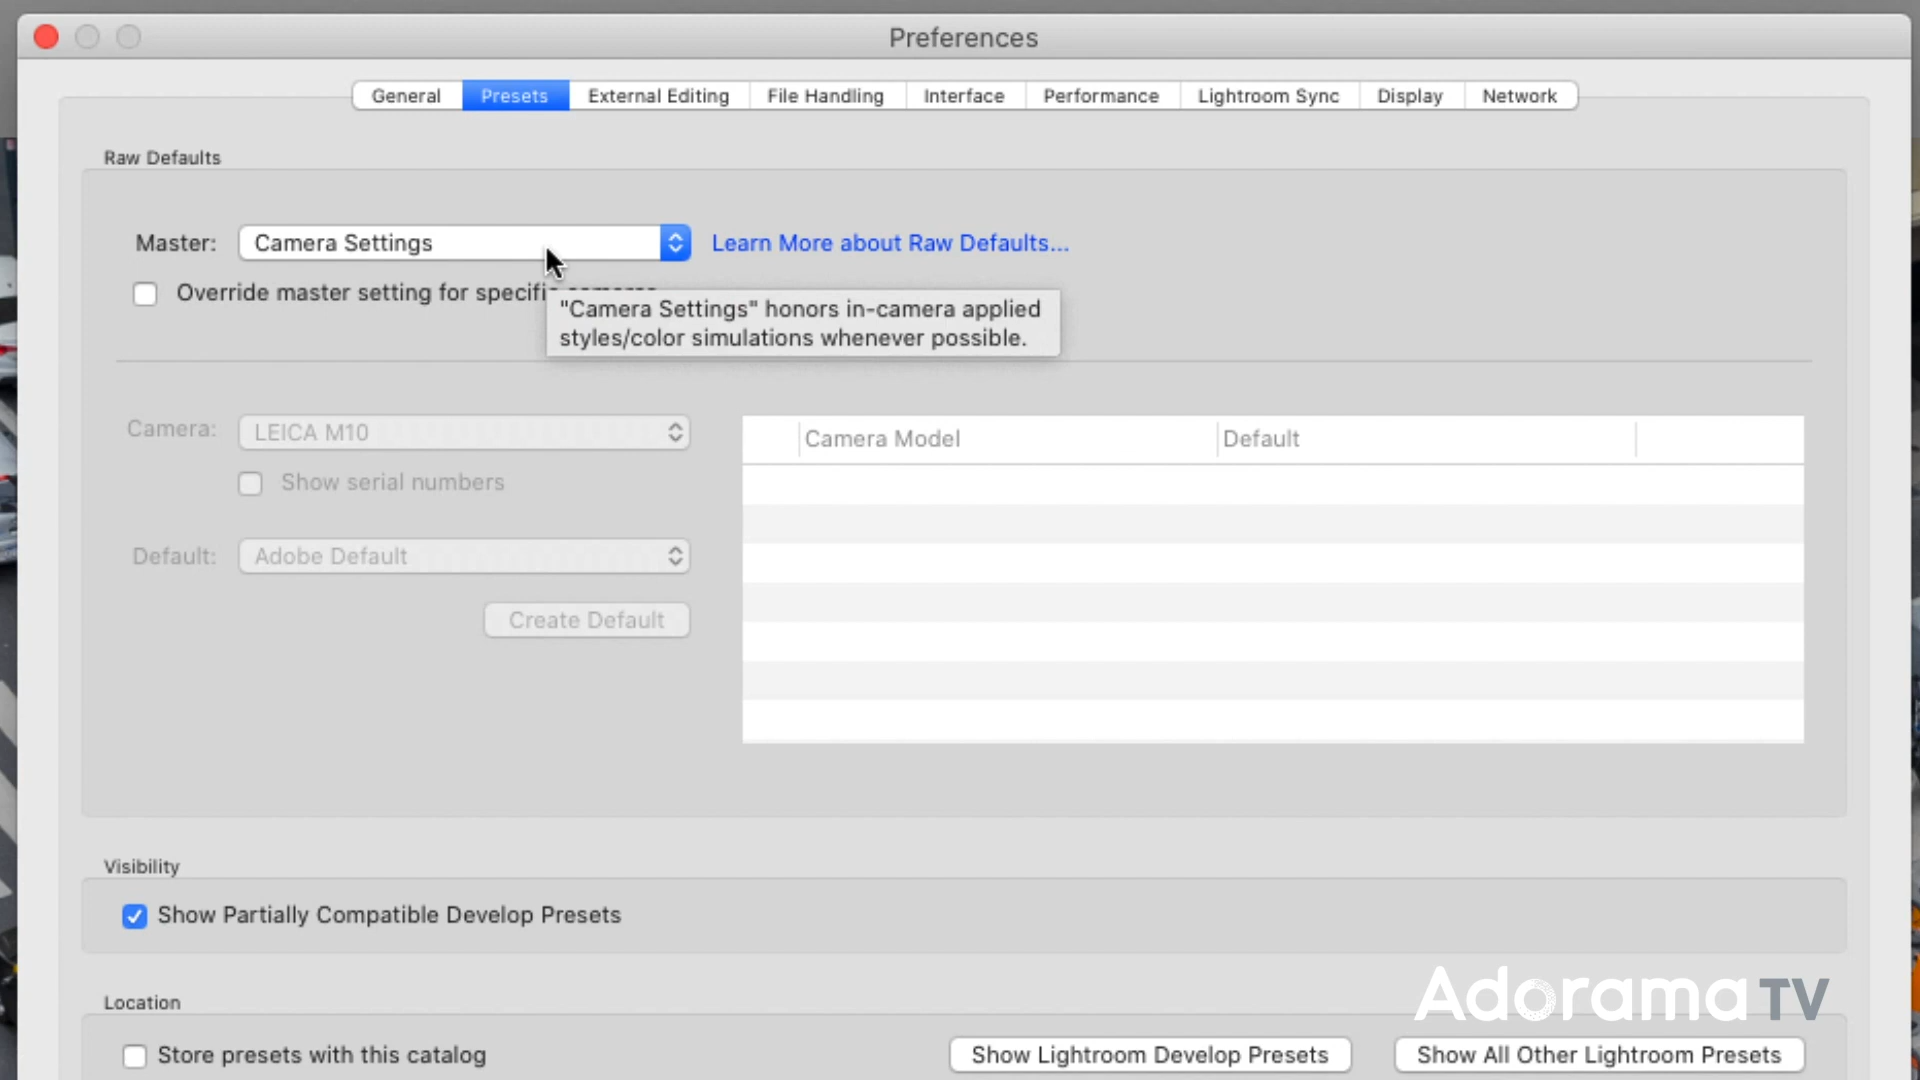 Preferences
General Presets External Editing File Handling Interface Performance Lightroom Sync Display Network
Raw Defaults
Master: Camera Settings Learn More about Raw Defaults...
Override master setting for specific
"Camera Settings" honors in-camera applied
styles/color simulations whenever possible.
Camera: LEICA M10
Camera Model Default
Show serial numbers
Default: Adobe Default
Create Default
Visibility
Show Partially Compatible Develop Presets
Location
Adorama TV
Store presets with this catalog Show Lightroom Develop Presets Show All Other Lightroom Presets